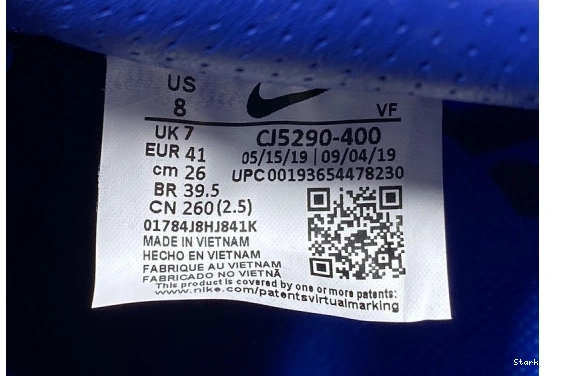 US
8
VF
UK 7
CJ5290-400
EUR 41
05/15/19 | 09/04/19
cm 26
UPC00193654478230
BR 39.5
CN 260 (2.5)
01784J8HJ841K
MADE IN VIETNAM
HECHO EN VIETNAM
FABRIQUE AU VIETNAM
FABRICADO NO VIETNÃ
This product is covered by one or more patents:
www.nike.com/patentsvirtualmarking
Stark